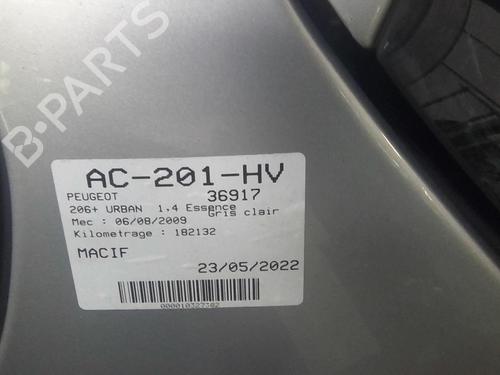 B-PARTS
AC-201-HV
PEUGEOT 36917
206+ URBAN 1.4 Essence
Gris clair
Mec : 06/08/2009
Kilometrage : 182132
MACIF
23/05/2022